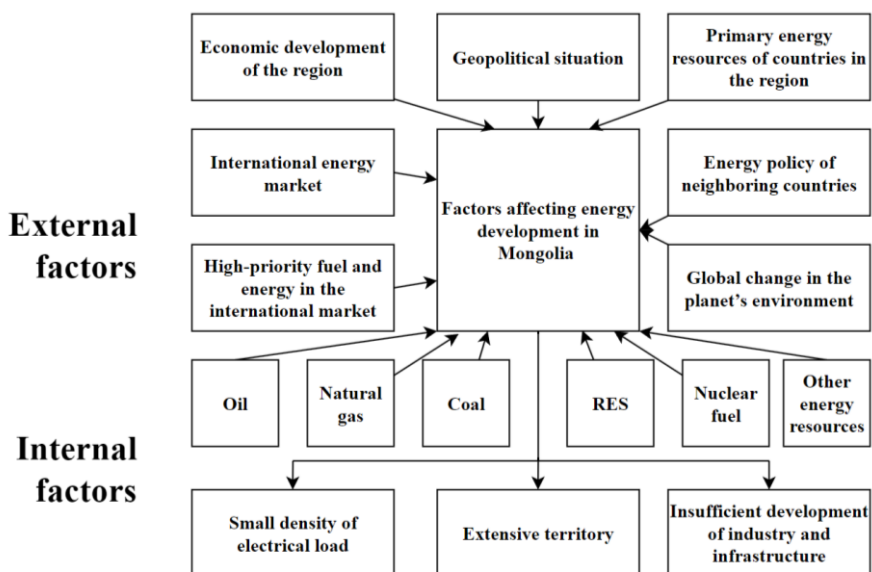 Economic development
of the region
Geopolitical situation
Primary energy
resources of countries in
the region
International energy
market
Factors affecting energy
development in
Mongolia
Energy policy of
neighboring countries
External
factors
High-priority fuel and
energy in the
international market
Global change in the
planet's environment
Oil
Natural
gas
Coal
RES
Nuclear
fuel
Other
energy
resources
Internal
factors
Small density of
electrical load
Extensive territory
Insufficient development
of industry and
infrastructure